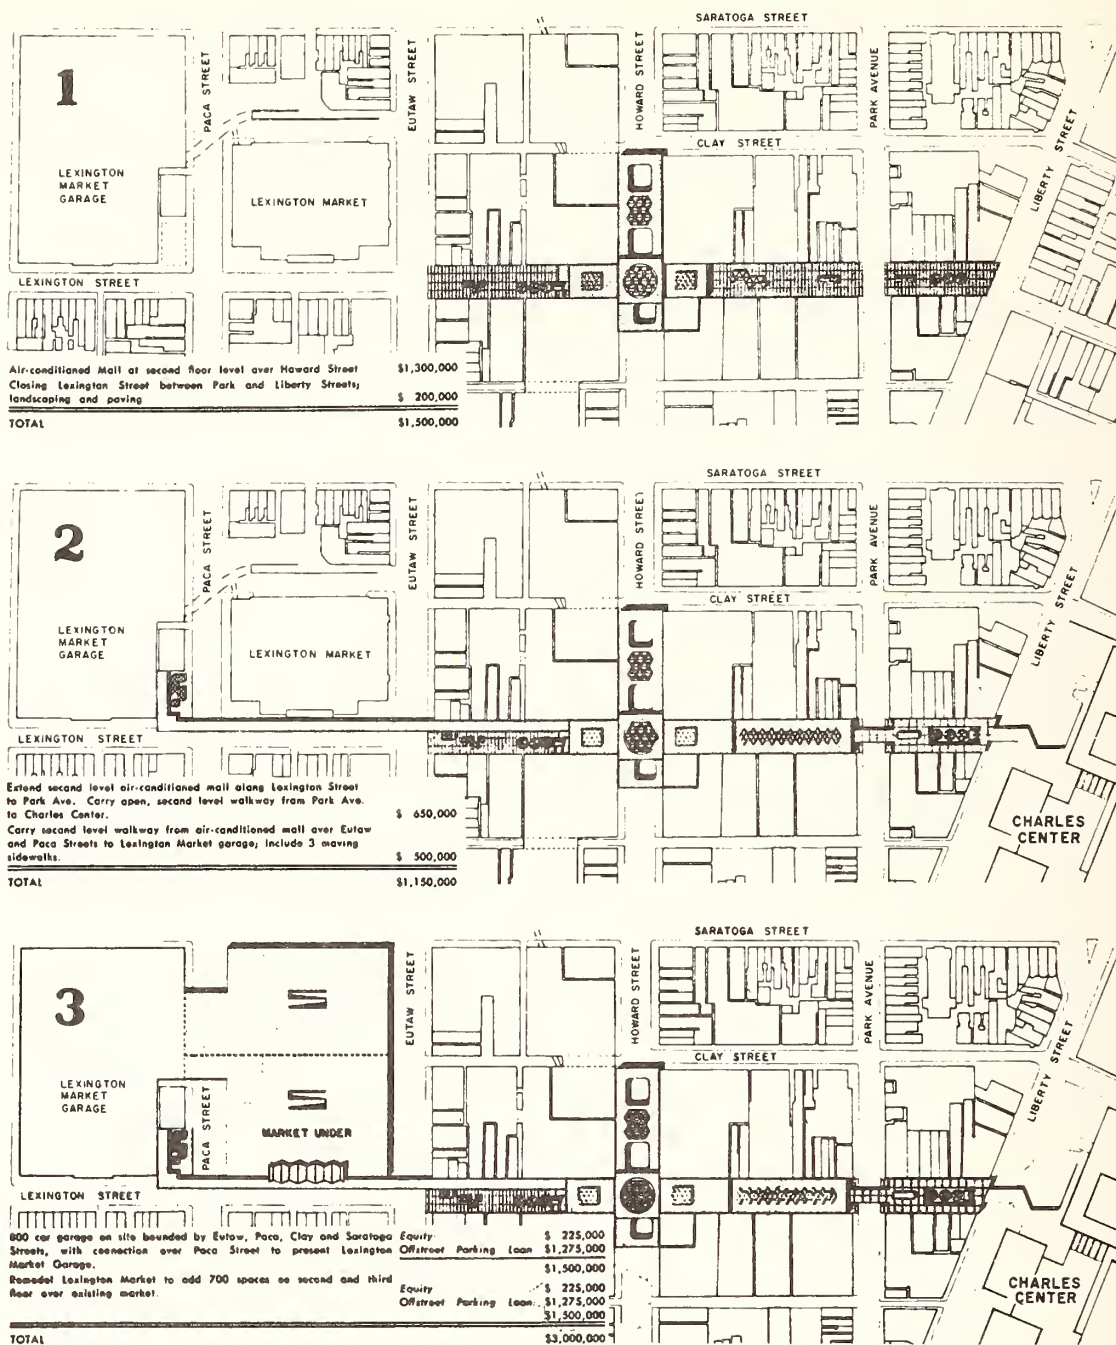 SARATOGA STREET
1
PACA STREET
EUTAW STREET
HOWARD STREET
PARK AVENUE
CLAY STREET
LIBERTY STREET
LEXINGTON
MARKET
GARAGE
LEXINGTON MARKET
LEXINGTON STREET
Air-conditioned Mall at second floor level over Howard Street $1,300,000
Closing Lexington Street between Park and Liberty Streets;
landscaping and paving $ 200,000
TOTAL $1,500,000
SARATOGA STREET
2
PACA STREET
EUTAW STREET
HOWARD STREET
PARK AVENUE
CLAY STREET
LIBERTY STREET
LEXINGTON
MARKET
GARAGE
LEXINGTON MARKET
LEXINGTON STREET
Extend second level air-conditioned mall along Lexington Street
to Park Ave. Carry open, second level walkway from Park Ave.
to Charles Center. $ 650,000
Carry second level walkway from air-conditioned mall over Eutaw
and Paca Streets to Lexington Market garage; include 3 moving
sidewalks. $ 500,000
TOTAL $1,150,000
CHARLES
CENTER
SARATOGA STREET
3
EUTAW STREET
HOWARD STREET
PARK AVENUE
CLAY STREET
LIBERTY STREET
LEXINGTON
MARKET
GARAGE
PACA STREET
MARKET UNDER
LEXINGTON STREET
800 car garage on site bounded by Eutaw, Paca, Clay and Saratoga Equity $ 225,000
Streets, with connection over Paca Street to present Lexington Offstreet Parking Loan $1,275,000
Market Garage. $1,500,000
Remodel Lexington Market to add 700 spaces on second and third Equity $ 225,000
floor over existing market. Offstreet Parking Loan $1,275,000
$1,500,000
TOTAL $3,000,000
CHARLES
CENTER